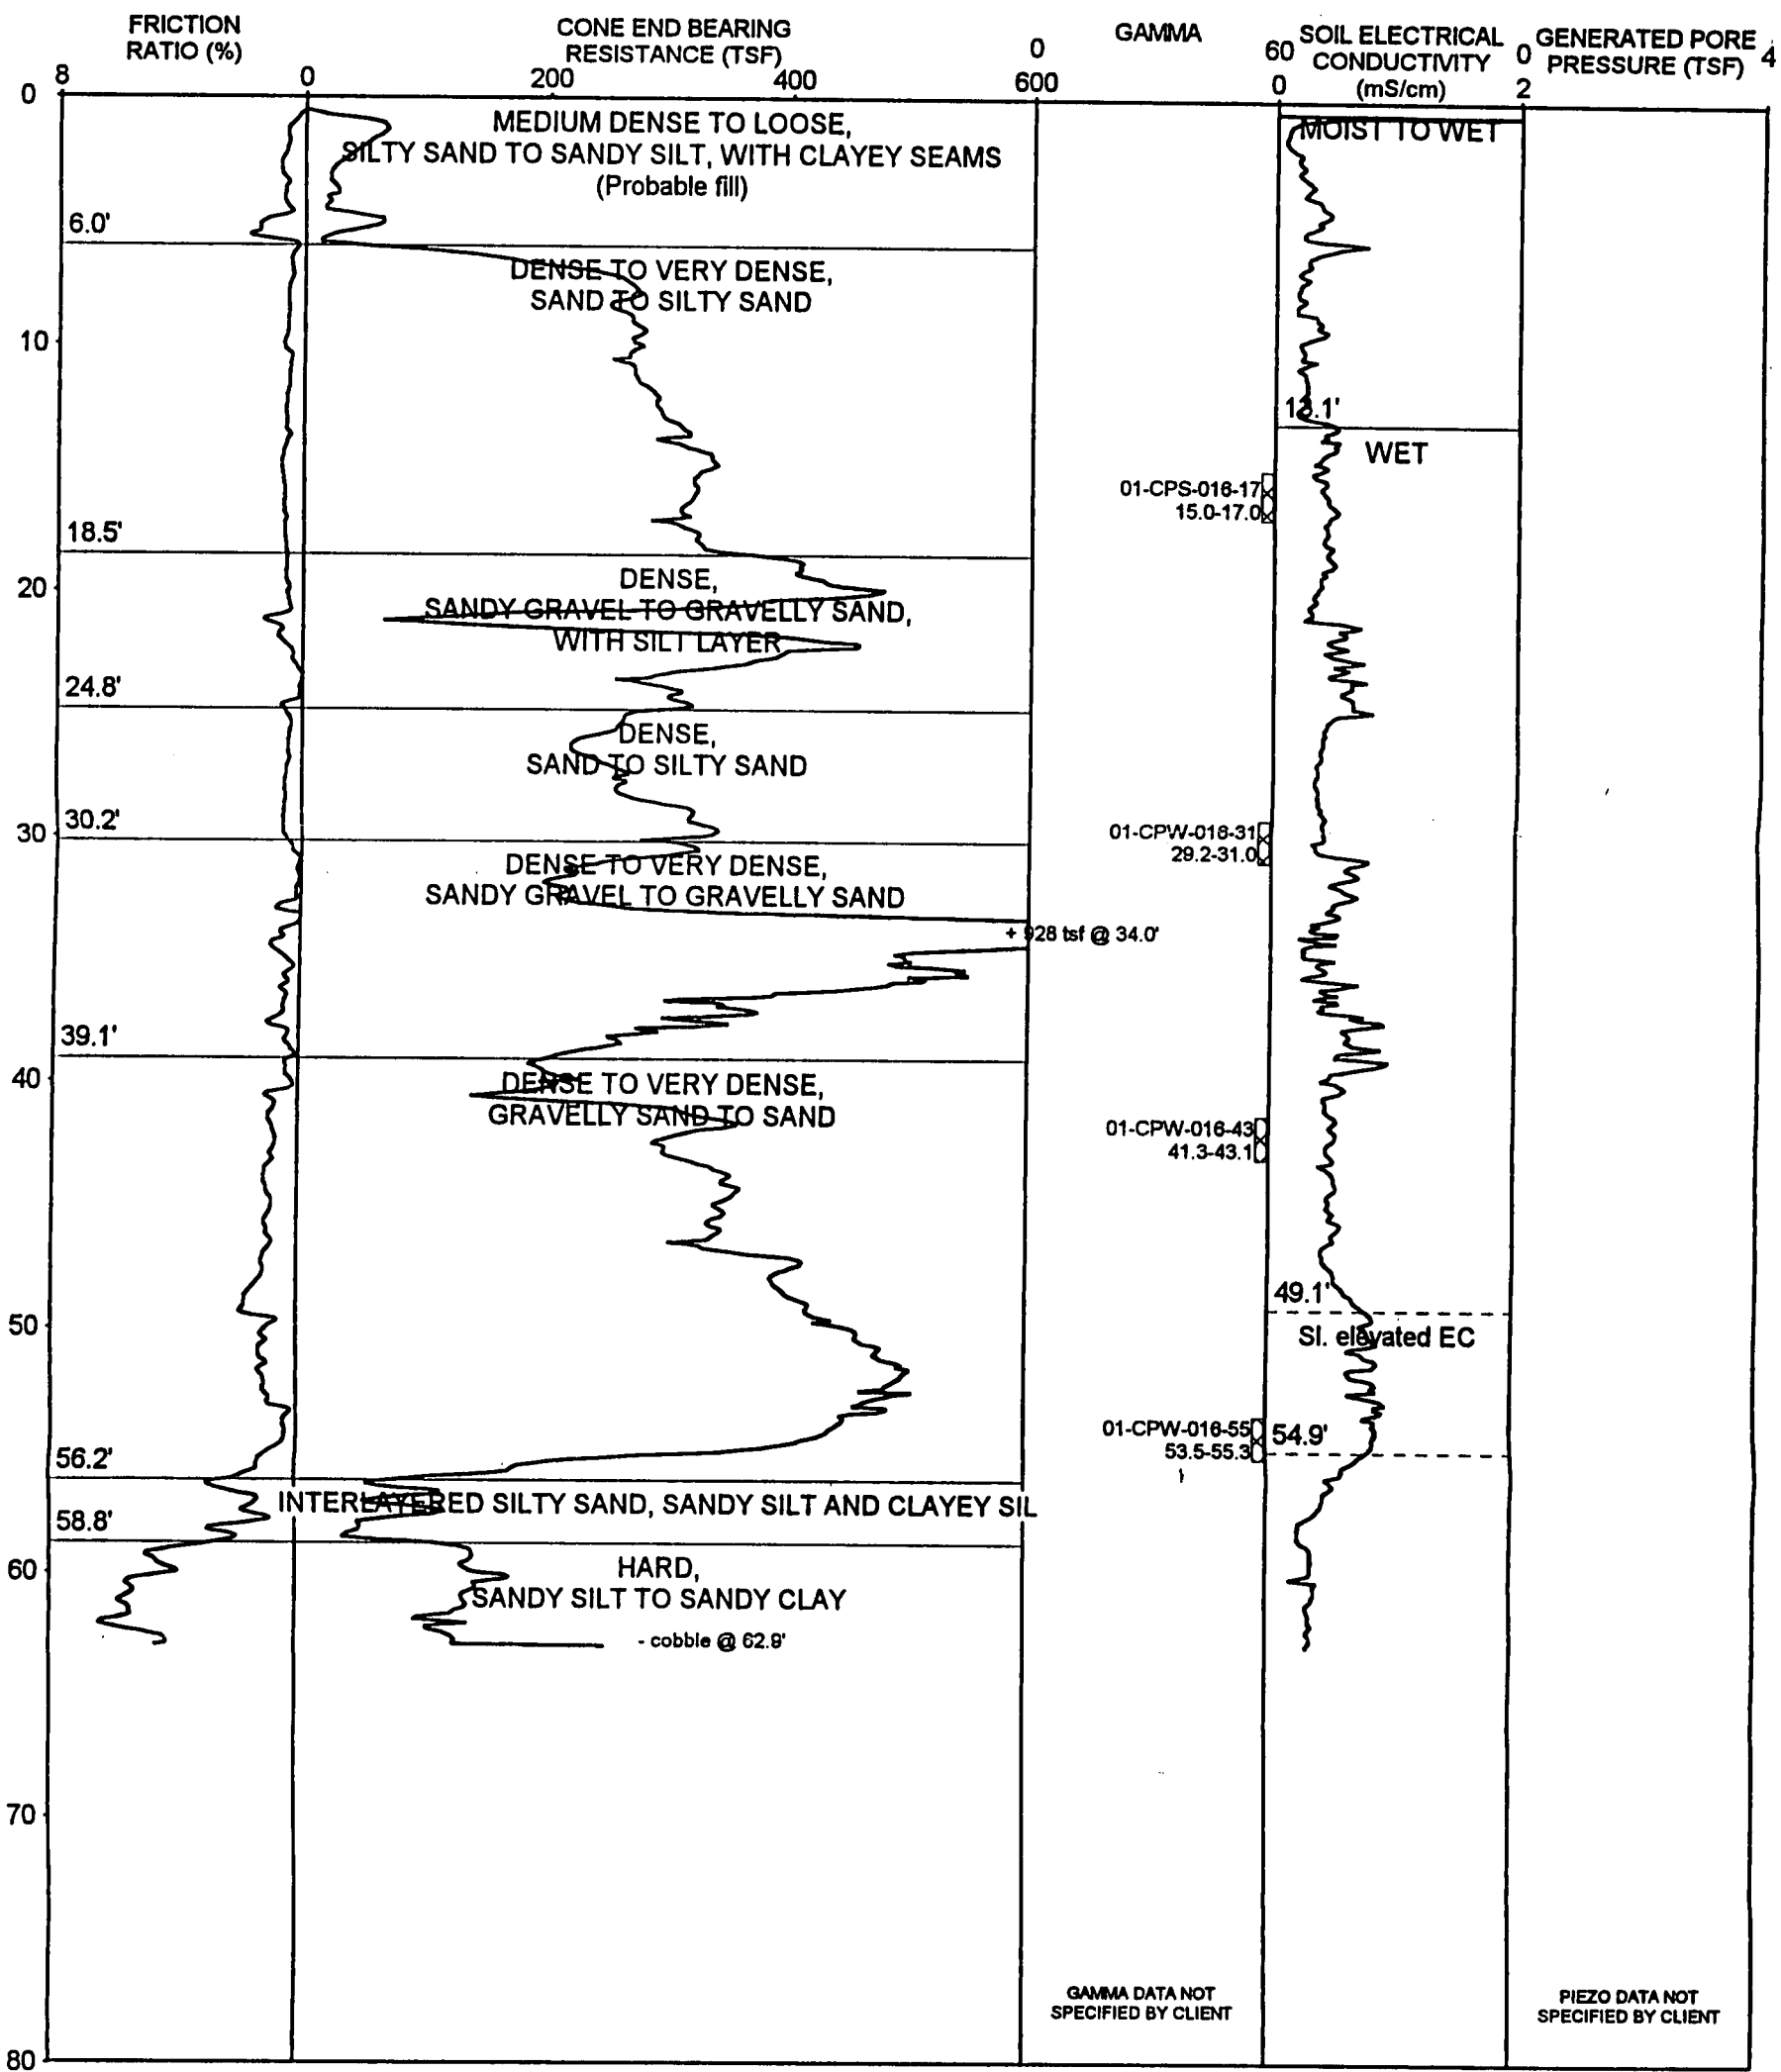 FRICTION
RATIO (%)
CONE END BEARING
RESISTANCE (TSF)
GAMMA
SOIL ELECTRICAL
CONDUCTIVITY
(mS/cm)
GENERATED PORE
PRESSURE (TSF)
8 0 200 400 600
0 60
0 2
0 4
0
MEDIUM DENSE TO LOOSE,
SILTY SAND TO SANDY SILT, WITH CLAYEY SEAMS
(Probable fill)
MOIST TO WET
6.0'
DENSE TO VERY DENSE,
SAND TO SILTY SAND
10
WET
01-CPS-016-17
15.0-17.0
18.5'
20
DENSE,
SANDY GRAVEL TO GRAVELLY SAND,
WITH SILT LAYER
24.8'
DENSE,
SAND TO SILTY SAND
30
30.2'
01-CPW-016-31
29.2-31.0
DENSE TO VERY DENSE,
SANDY GRAVEL TO GRAVELLY SAND
+ 928 tsf @ 34.0'
39.1'
40
DENSE TO VERY DENSE,
GRAVELLY SAND TO SAND
01-CPW-016-43
41.3-43.1
49.1'
50
Sl. elevated EC
01-CPW-016-55
53.5-55.3
54.9'
56.2'
INTERLAYERED SILTY SAND, SANDY SILT AND CLAYEY SIL
58.8'
60
HARD,
SANDY SILT TO SANDY CLAY
- cobble @ 62.9'
70
GAMMA DATA NOT
SPECIFIED BY CLIENT
PIEZO DATA NOT
SPECIFIED BY CLIENT
80